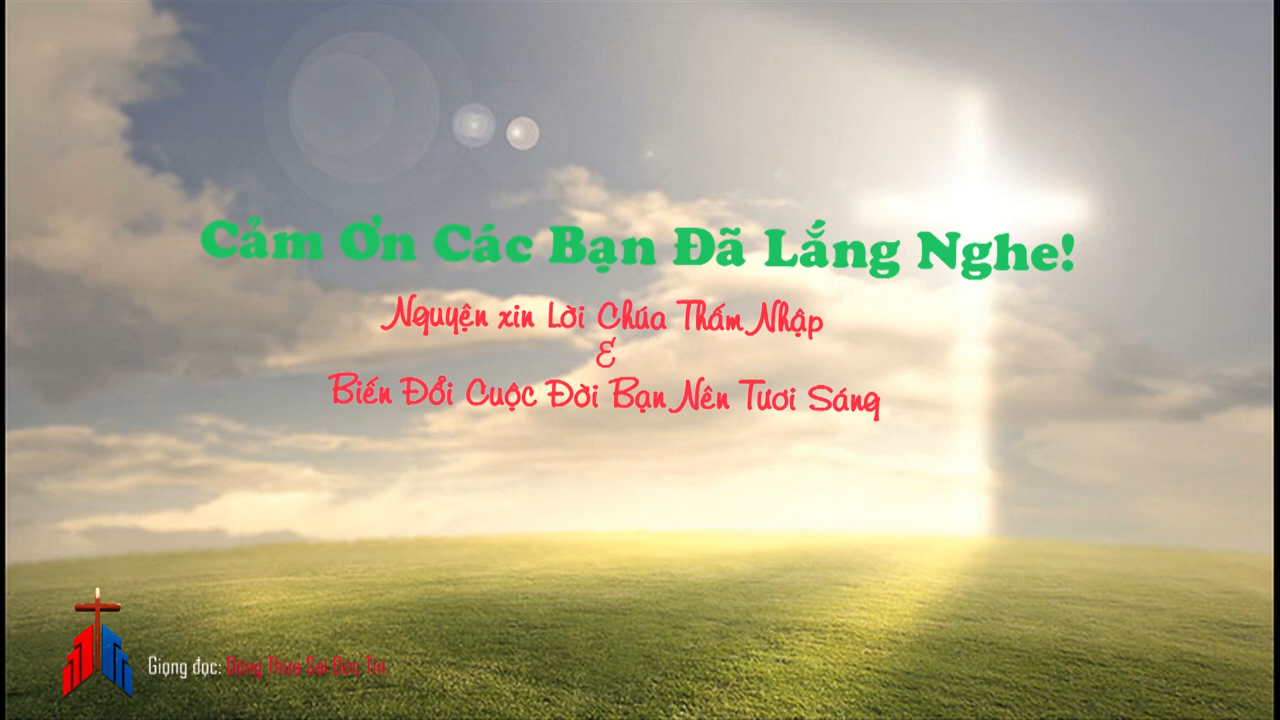 Cảm Ơn Các Bạn Đã Lắng Nghe!
Nguyện xin Lời Chúa Thấm Nhập
&
Biến Đổi Cuộc Đời Bạn Nên Tươi Sáng
Giọng đọc: Dòng Thừa Sai Đức Tin